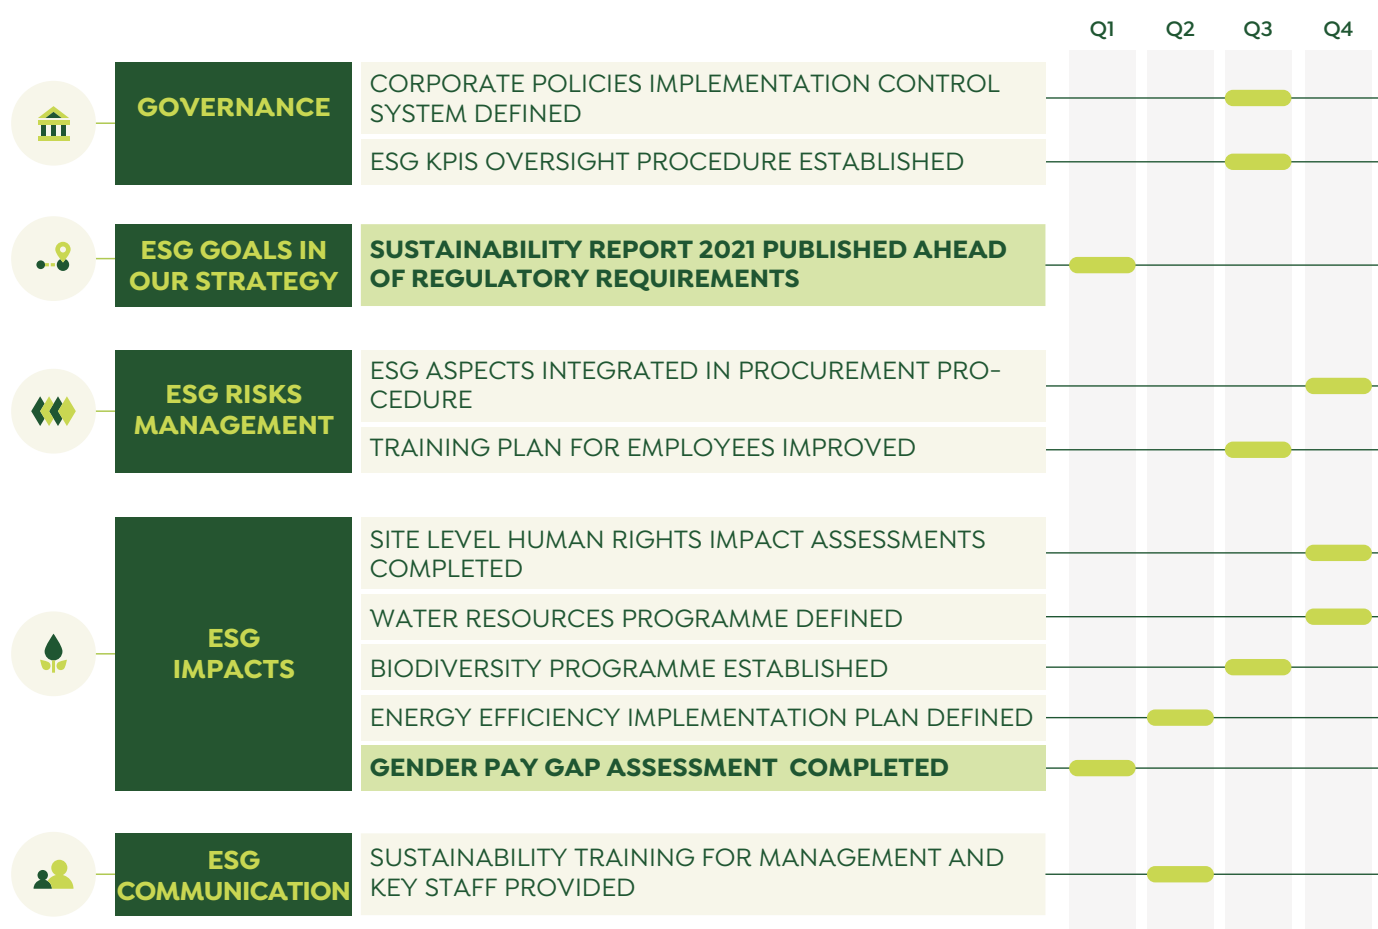 Q1 Q2 Q3 Q4
GOVERNANCE
CORPORATE POLICIES IMPLEMENTATION CONTROL
SYSTEM DEFINED
ESG KPIS OVERSIGHT PROCEDURE ESTABLISHED
ESG GOALS IN
OUR STRATEGY
SUSTAINABILITY REPORT 2021 PUBLISHED AHEAD
OF REGULATORY REQUIREMENTS
ESG RISKS
MANAGEMENT
ESG ASPECTS INTEGRATED IN PROCUREMENT PRO-
CEDURE
TRAINING PLAN FOR EMPLOYEES IMPROVED
ESG
IMPACTS
SITE LEVEL HUMAN RIGHTS IMPACT ASSESSMENTS
COMPLETED
WATER RESOURCES PROGRAMME DEFINED
BIODIVERSITY PROGRAMME ESTABLISHED
ENERGY EFFICIENCY IMPLEMENTATION PLAN DEFINED
GENDER PAY GAP ASSESSMENT COMPLETED
ESG
COMMUNICATION
SUSTAINABILITY TRAINING FOR MANAGEMENT AND
KEY STAFF PROVIDED